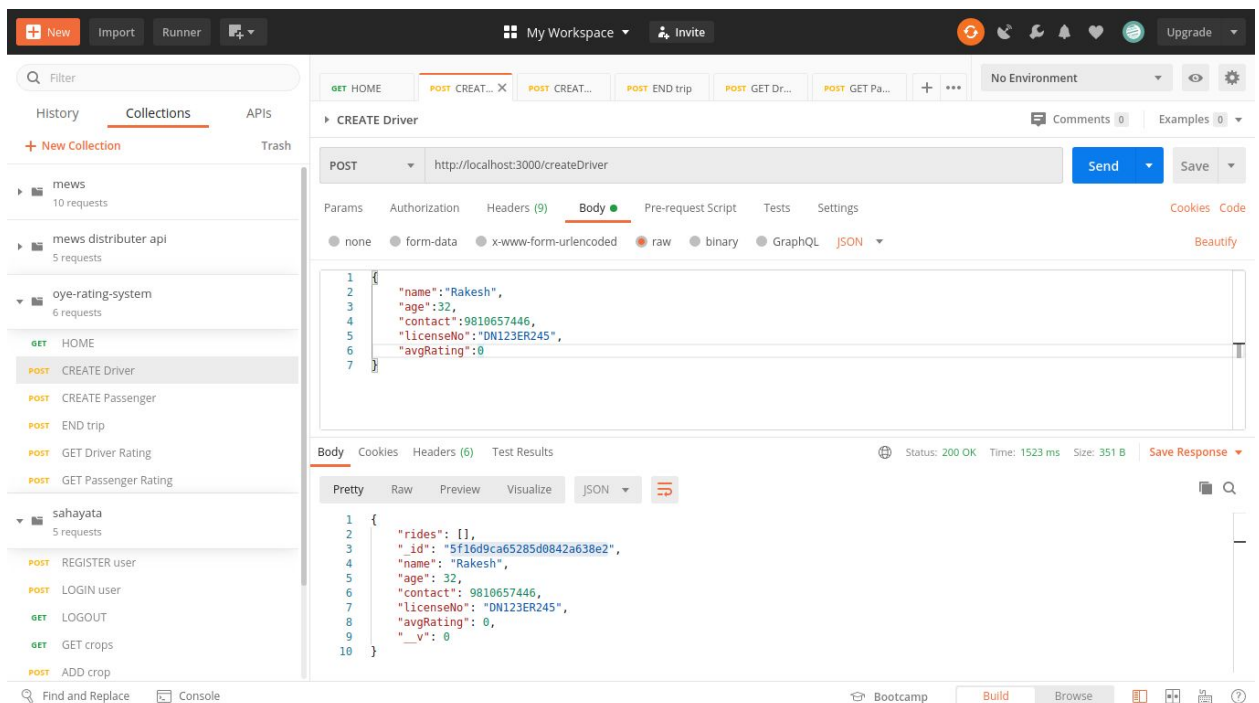 New Import Runner My Workspace Invite Upgrade
Filter
History Collections APIs
+ New Collection Trash
mews
10 requests
mews distributer api
5 requests
oye-rating-system
6 requests
GET HOME
POST CREATE Driver
POST CREATE Passenger
POST END trip
POST GET Driver Rating
POST GET Passenger Rating
sahayata
5 requests
POST REGISTER user
POST LOGIN user
GET LOGOUT
GET GET crops
POST ADD crop
GET HOME POST CREAT... X POST CREAT... POST END trip POST GET Dr... POST GET Pa... + ••• No Environment
CREATE Driver Comments 0 Examples 0
POST http://localhost:3000/createDriver Send Save
Params Authorization Headers (9) Body Pre-request Script Tests Settings Cookies Code
none form-data x-www-form-urlencoded raw binary GraphQL JSON Beautify
1 {
2 "name":"Rakesh",
3 "age":32,
4 "contact":9810657446,
5 "licenseNo":"DN123ER245",
6 "avgRating":0
7 }
Body Cookies Headers (6) Test Results Status: 200 OK Time: 1523 ms Size: 351 B Save Response
Pretty Raw Preview Visualize JSON
1 {
2 "rides": [],
3 "_id": "5f16d9ca65285d0842a638e2",
4 "name": "Rakesh",
5 "age": 32,
6 "contact": 9810657446,
7 "licenseNo": "DN123ER245",
8 "avgRating": 0,
9 "__v": 0
10 }
Find and Replace Console Bootcamp Build Browse